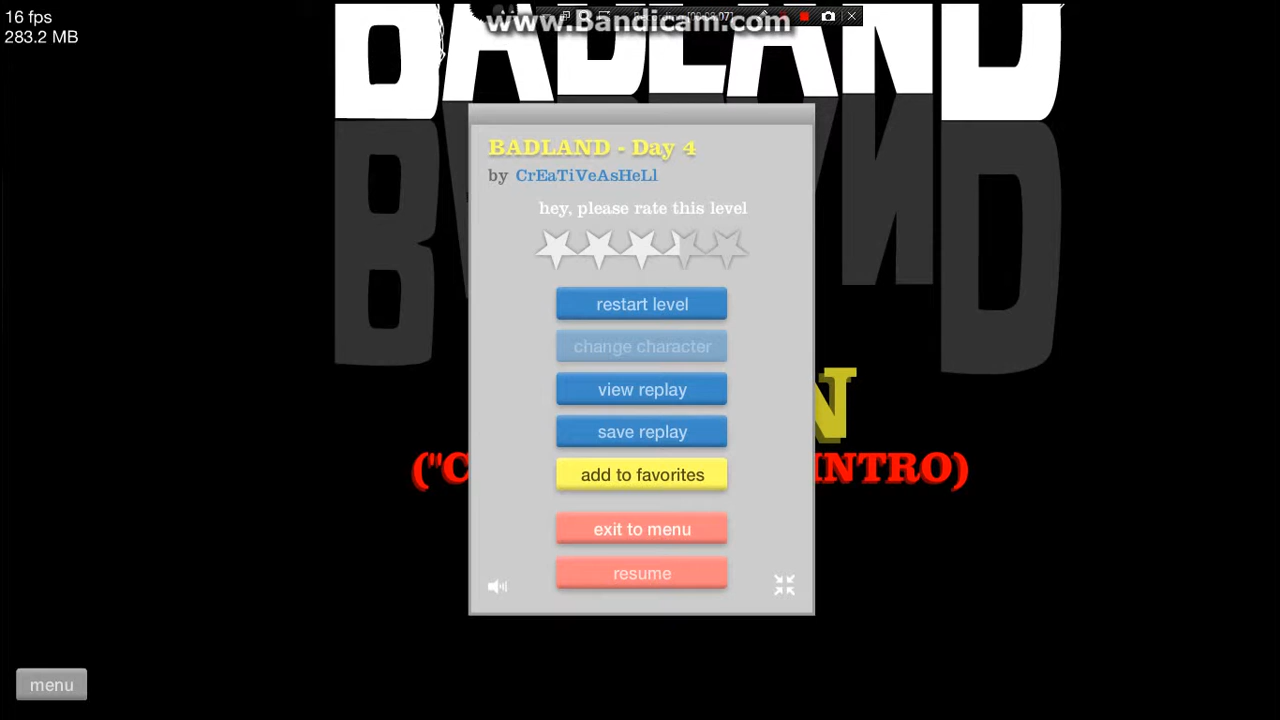 16 fps
283.2 MB
www.Bandicam.com
BADLAND
BADLAND - Day 4
by CrEaTiVeAsHeLl
hey, please rate this level
restart level
change character
view replay
save replay
add to favorites
exit to menu
resume
N
("C INTRO)
menu